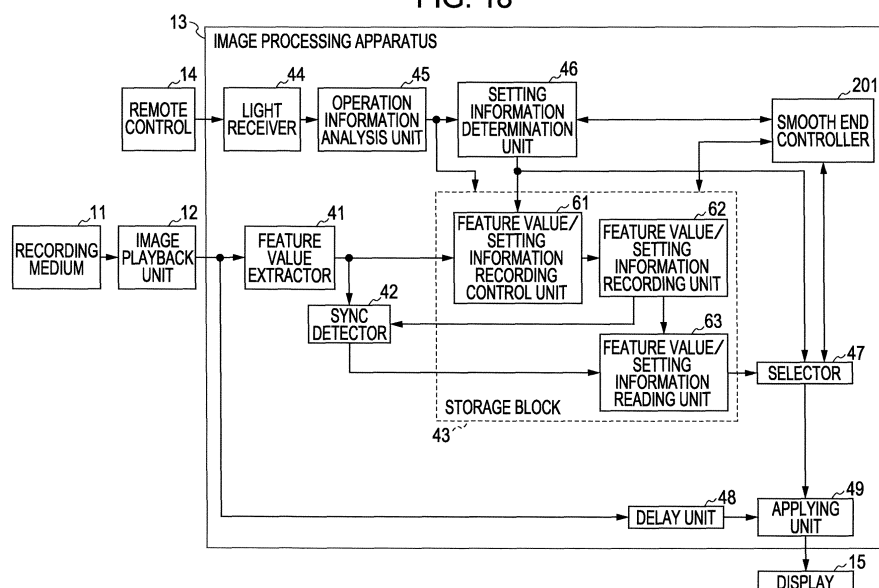 FIG. 18
13
IMAGE PROCESSING APPARATUS
14
REMOTE
CONTROL
44
LIGHT
RECEIVER
45
OPERATION
INFORMATION
ANALYSIS UNIT
46
SETTING
INFORMATION
DETERMINATION
UNIT
201
SMOOTH END
CONTROLLER
11
RECORDING
MEDIUM
12
IMAGE
PLAYBACK
UNIT
41
FEATURE
VALUE
EXTRACTOR
42
SYNC
DETECTOR
61
FEATURE VALUE/
SETTING
INFORMATION
RECORDING
CONTROL UNIT
62
FEATURE VALUE/
SETTING
INFORMATION
RECORDING UNIT
63
FEATURE VALUE/
SETTING
INFORMATION
READING UNIT
STORAGE BLOCK
43
47
SELECTOR
48
DELAY UNIT
49
APPLYING
UNIT
15
DISPLAY